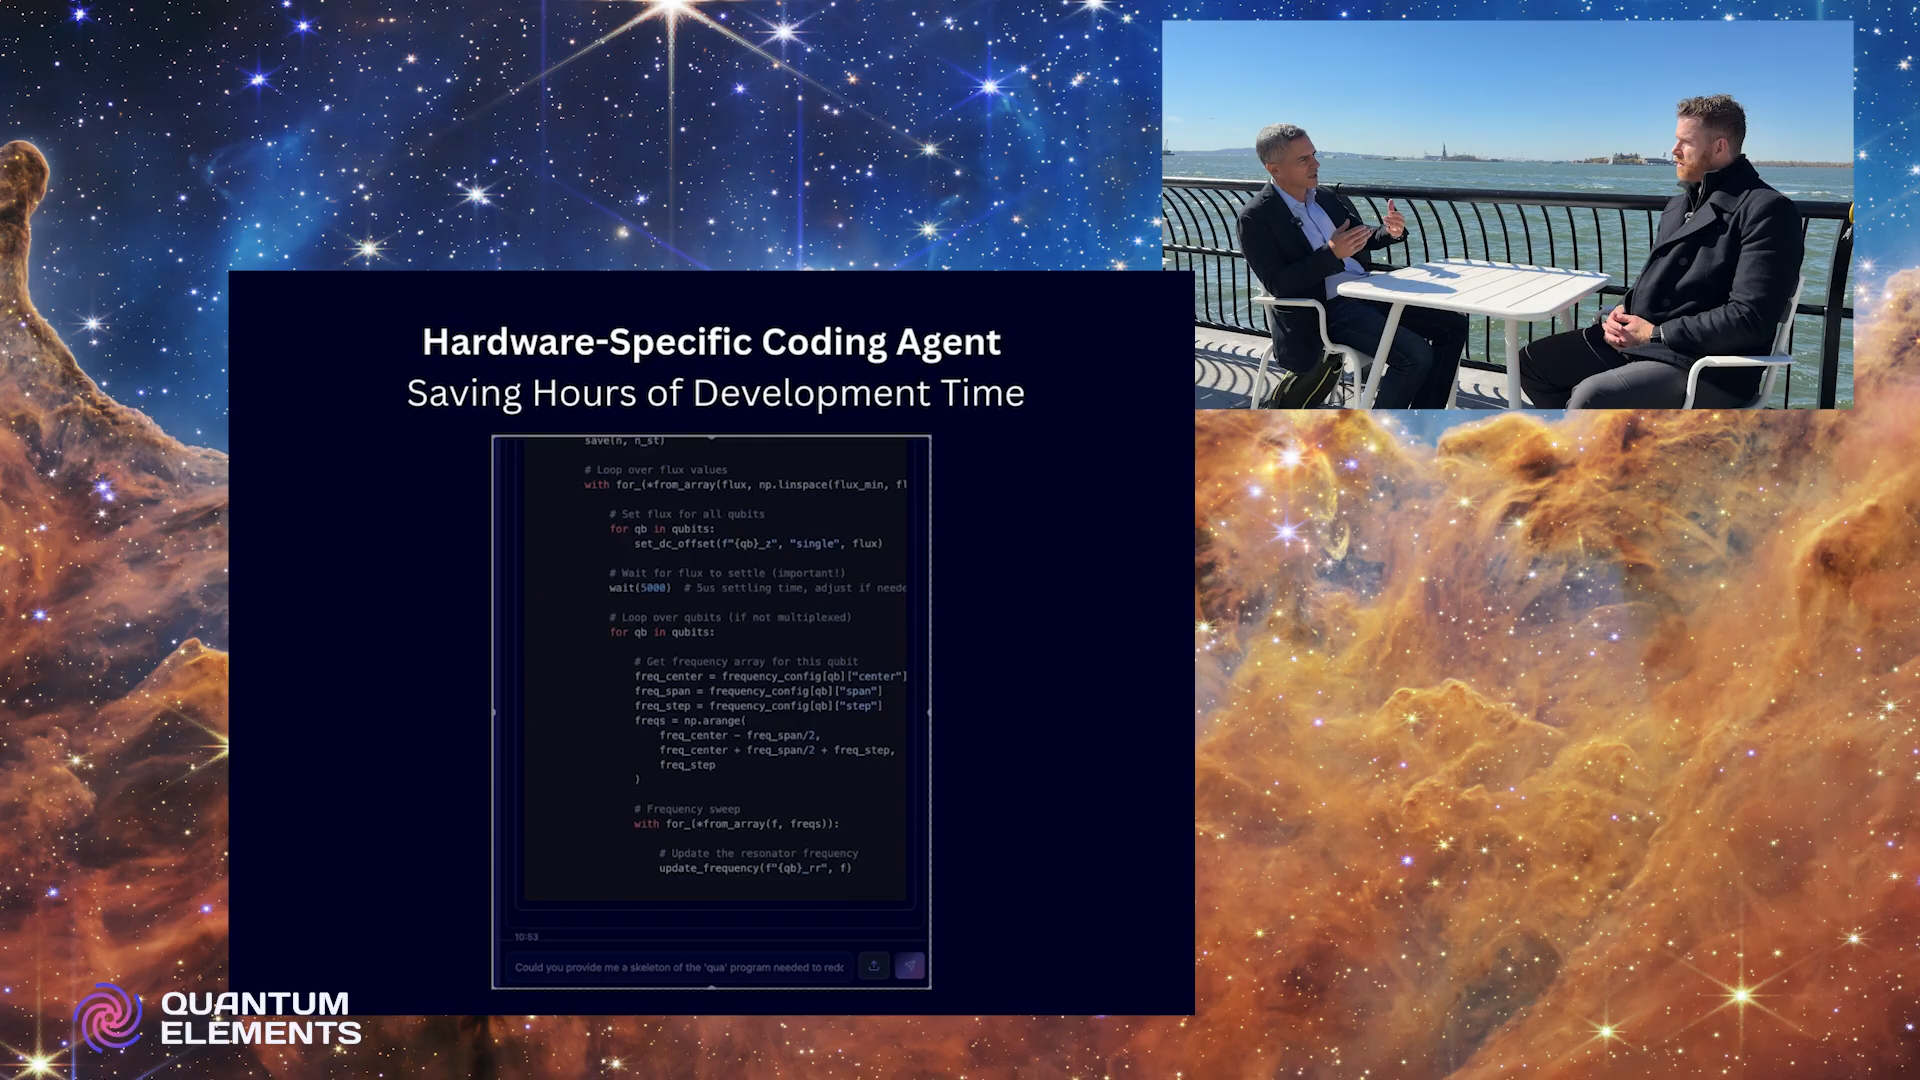 Hardware-Specific Coding Agent
Saving Hours of Development Time
save(n, n_st)
# Loop over flux values
with for_(*from_array(flux, np.linspace(flux_min, fl
# Set flux for all qubits
for qb in qubits:
set_dc_offset(f"{qb}_z", "single", flux)
# Wait for flux to settle (important!)
wait(5000)  # 5us settling time, adjust if neede
# Loop over qubits (if not multiplexed)
for qb in qubits:
# Get frequency array for this qubit
freq_center = frequency_config[qb]["center"]
freq_span = frequency_config[qb]["span"]
freq_step = frequency_config[qb]["step"]
freqs = np.arange(
freq_center - freq_span/2,
freq_center + freq_span/2 + freq_step,
freq_step
)
# Frequency sweep
with for_(*from_array(f, freqs)):
# Update the resonator frequency
update_frequency(f"{qb}_rr", f)
10:53
Could you provide me a skeleton of the 'qua' program needed to redc
QUANTUM
ELEMENTS